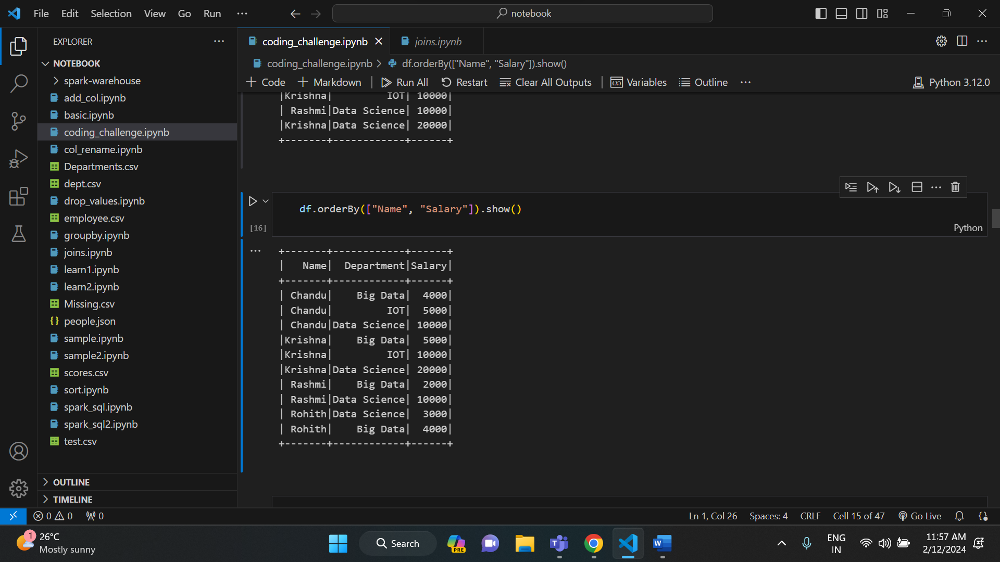 File Edit Selection View Go Run ...
notebook
EXPLORER ...
NOTEBOOK
spark-warehouse
add_col.ipynb
basic.ipynb
coding_challenge.ipynb
col_rename.ipynb
Departments.csv
dept.csv
drop_values.ipynb
employee.csv
groupby.ipynb
joins.ipynb
learn1.ipynb
learn2.ipynb
Missing.csv
people.json
sample.ipynb
sample2.ipynb
scores.csv
sort.ipynb
spark_sql.ipynb
spark_sql2.ipynb
test.csv
OUTLINE
TIMELINE
coding_challenge.ipynb joins.ipynb
coding_challenge.ipynb > df.orderBy(["Name", "Salary"]).show()
+ Code + Markdown | Run All Restart Clear All Outputs | Variables Outline ... Python 3.12.0
|Krishna|         IOT| 10000|
| Rashmi|Data Science| 10000|
|Krishna|Data Science| 20000|
+-------+------------+------+
df.orderBy(["Name", "Salary"]).show()
[16]
Python
+-------+------------+------+
|   Name|  Department|Salary|
+-------+------------+------+
| Chandu|    Big Data|  4000|
| Chandu|         IOT|  5000|
| Chandu|Data Science| 10000|
|Krishna|    Big Data|  5000|
|Krishna|         IOT| 10000|
|Krishna|Data Science| 20000|
| Rashmi|    Big Data|  2000|
| Rashmi|Data Science| 10000|
| Rohith|Data Science|  3000|
| Rohith|    Big Data|  4000|
+-------+------------+------+
0 0 0 Ln 1, Col 26 Spaces: 4 CRLF Cell 15 of 47 Go Live
1 26°C
Mostly sunny
Search
PRE
ENG
IN
11:57 AM
2/12/2024